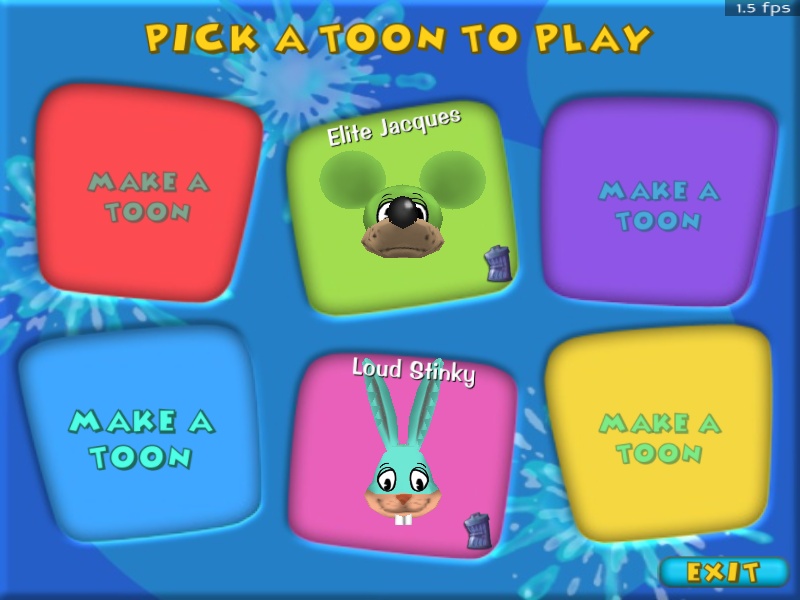 1.5 fps
PICK A TOON TO PLAY
MAKE A
TOON
Elite Jacques
MAKE A
TOON
MAKE A
TOON
Loud Stinky
MAKE A
TOON
EXIT